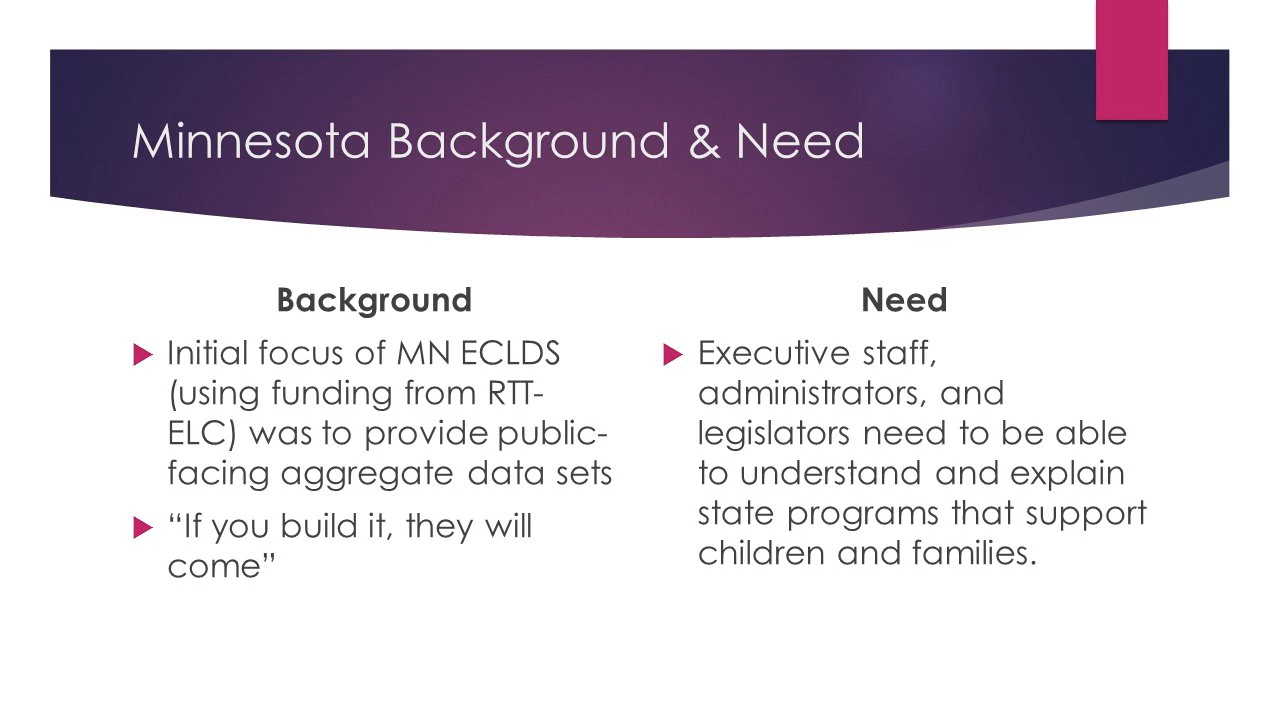 Minnesota Background & Need
Background
Initial focus of MN ECLDS
(using funding from RTT-
ELC) was to provide public-
facing aggregate data sets
“If you build it, they will
come”
Need
Executive staff,
administrators, and
legislators need to be able
to understand and explain
state programs that support
children and families.